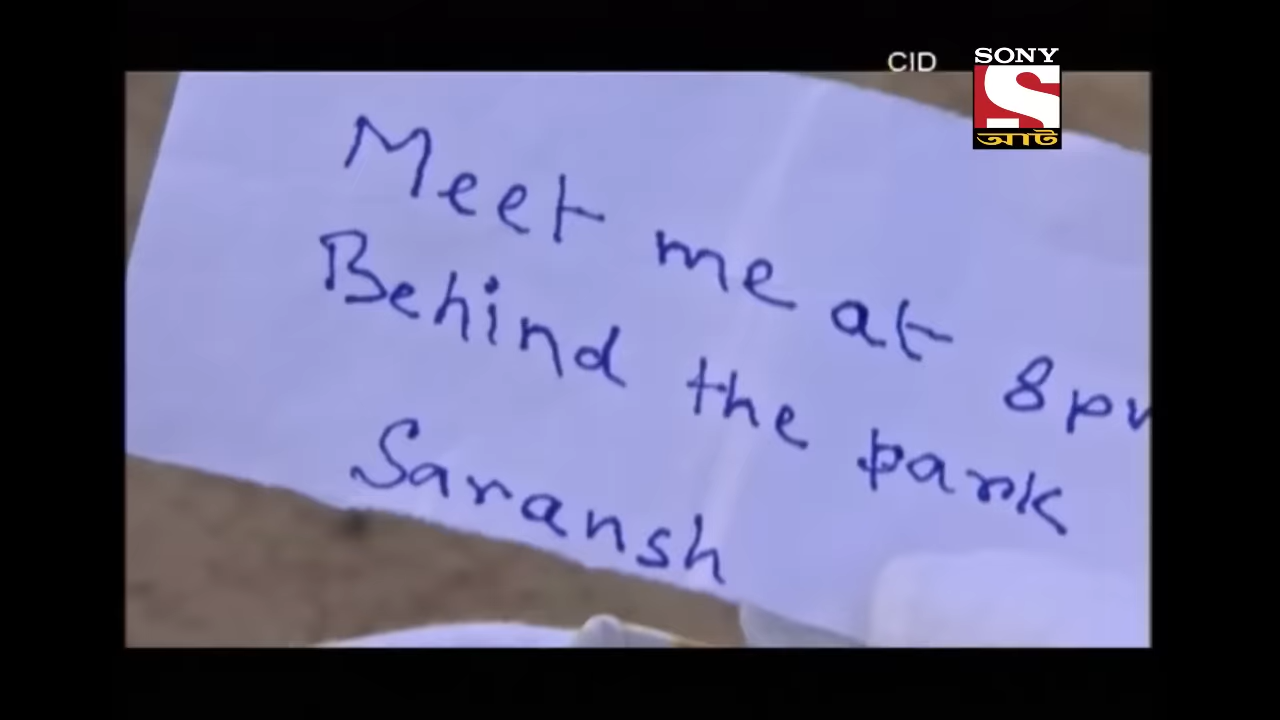 CID
SONY
S
আট
Meet me at 8p
Behind the park
Saransh